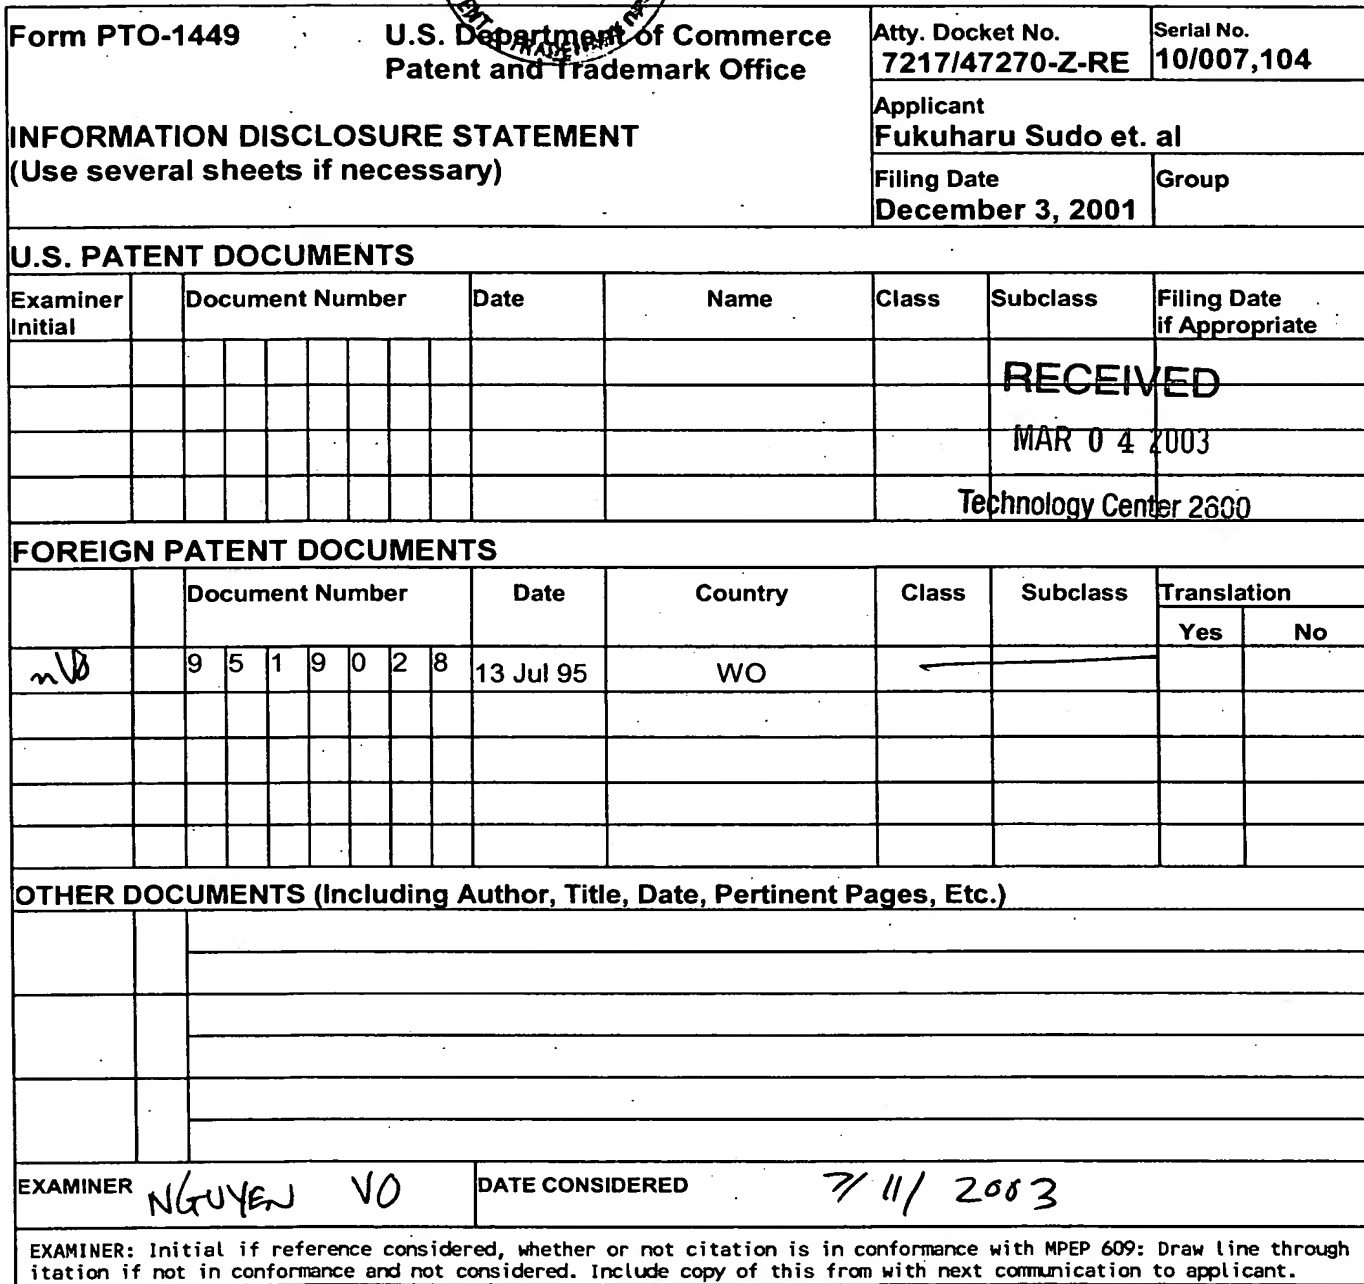 Form PTO-1449
U.S. Department of Commerce
Patent and Trademark Office
Atty. Docket No.
7217/47270-Z-RE
Serial No.
10/007,104
INFORMATION DISCLOSURE STATEMENT
(Use several sheets if necessary)
Applicant
Fukuharu Sudo et. al
Filing Date
December 3, 2001
Group
U.S. PATENT DOCUMENTS
Examiner Initial Document Number Date Name Class Subclass Filing Date if Appropriate
RECEIVED
MAR 04 2003
Technology Center 2600
FOREIGN PATENT DOCUMENTS
Document Number Date Country Class Subclass Translation
Yes No
9 5 1 9 0 2 8 13 Jul 95 WO
OTHER DOCUMENTS (Including Author, Title, Date, Pertinent Pages, Etc.)
EXAMINER NGUYEN VO DATE CONSIDERED 7/11/2003
EXAMINER: Initial if reference considered, whether or not citation is in conformance with MPEP 609: Draw line through
itation if not in conformance and not considered. Include copy of this from with next communication to applicant.